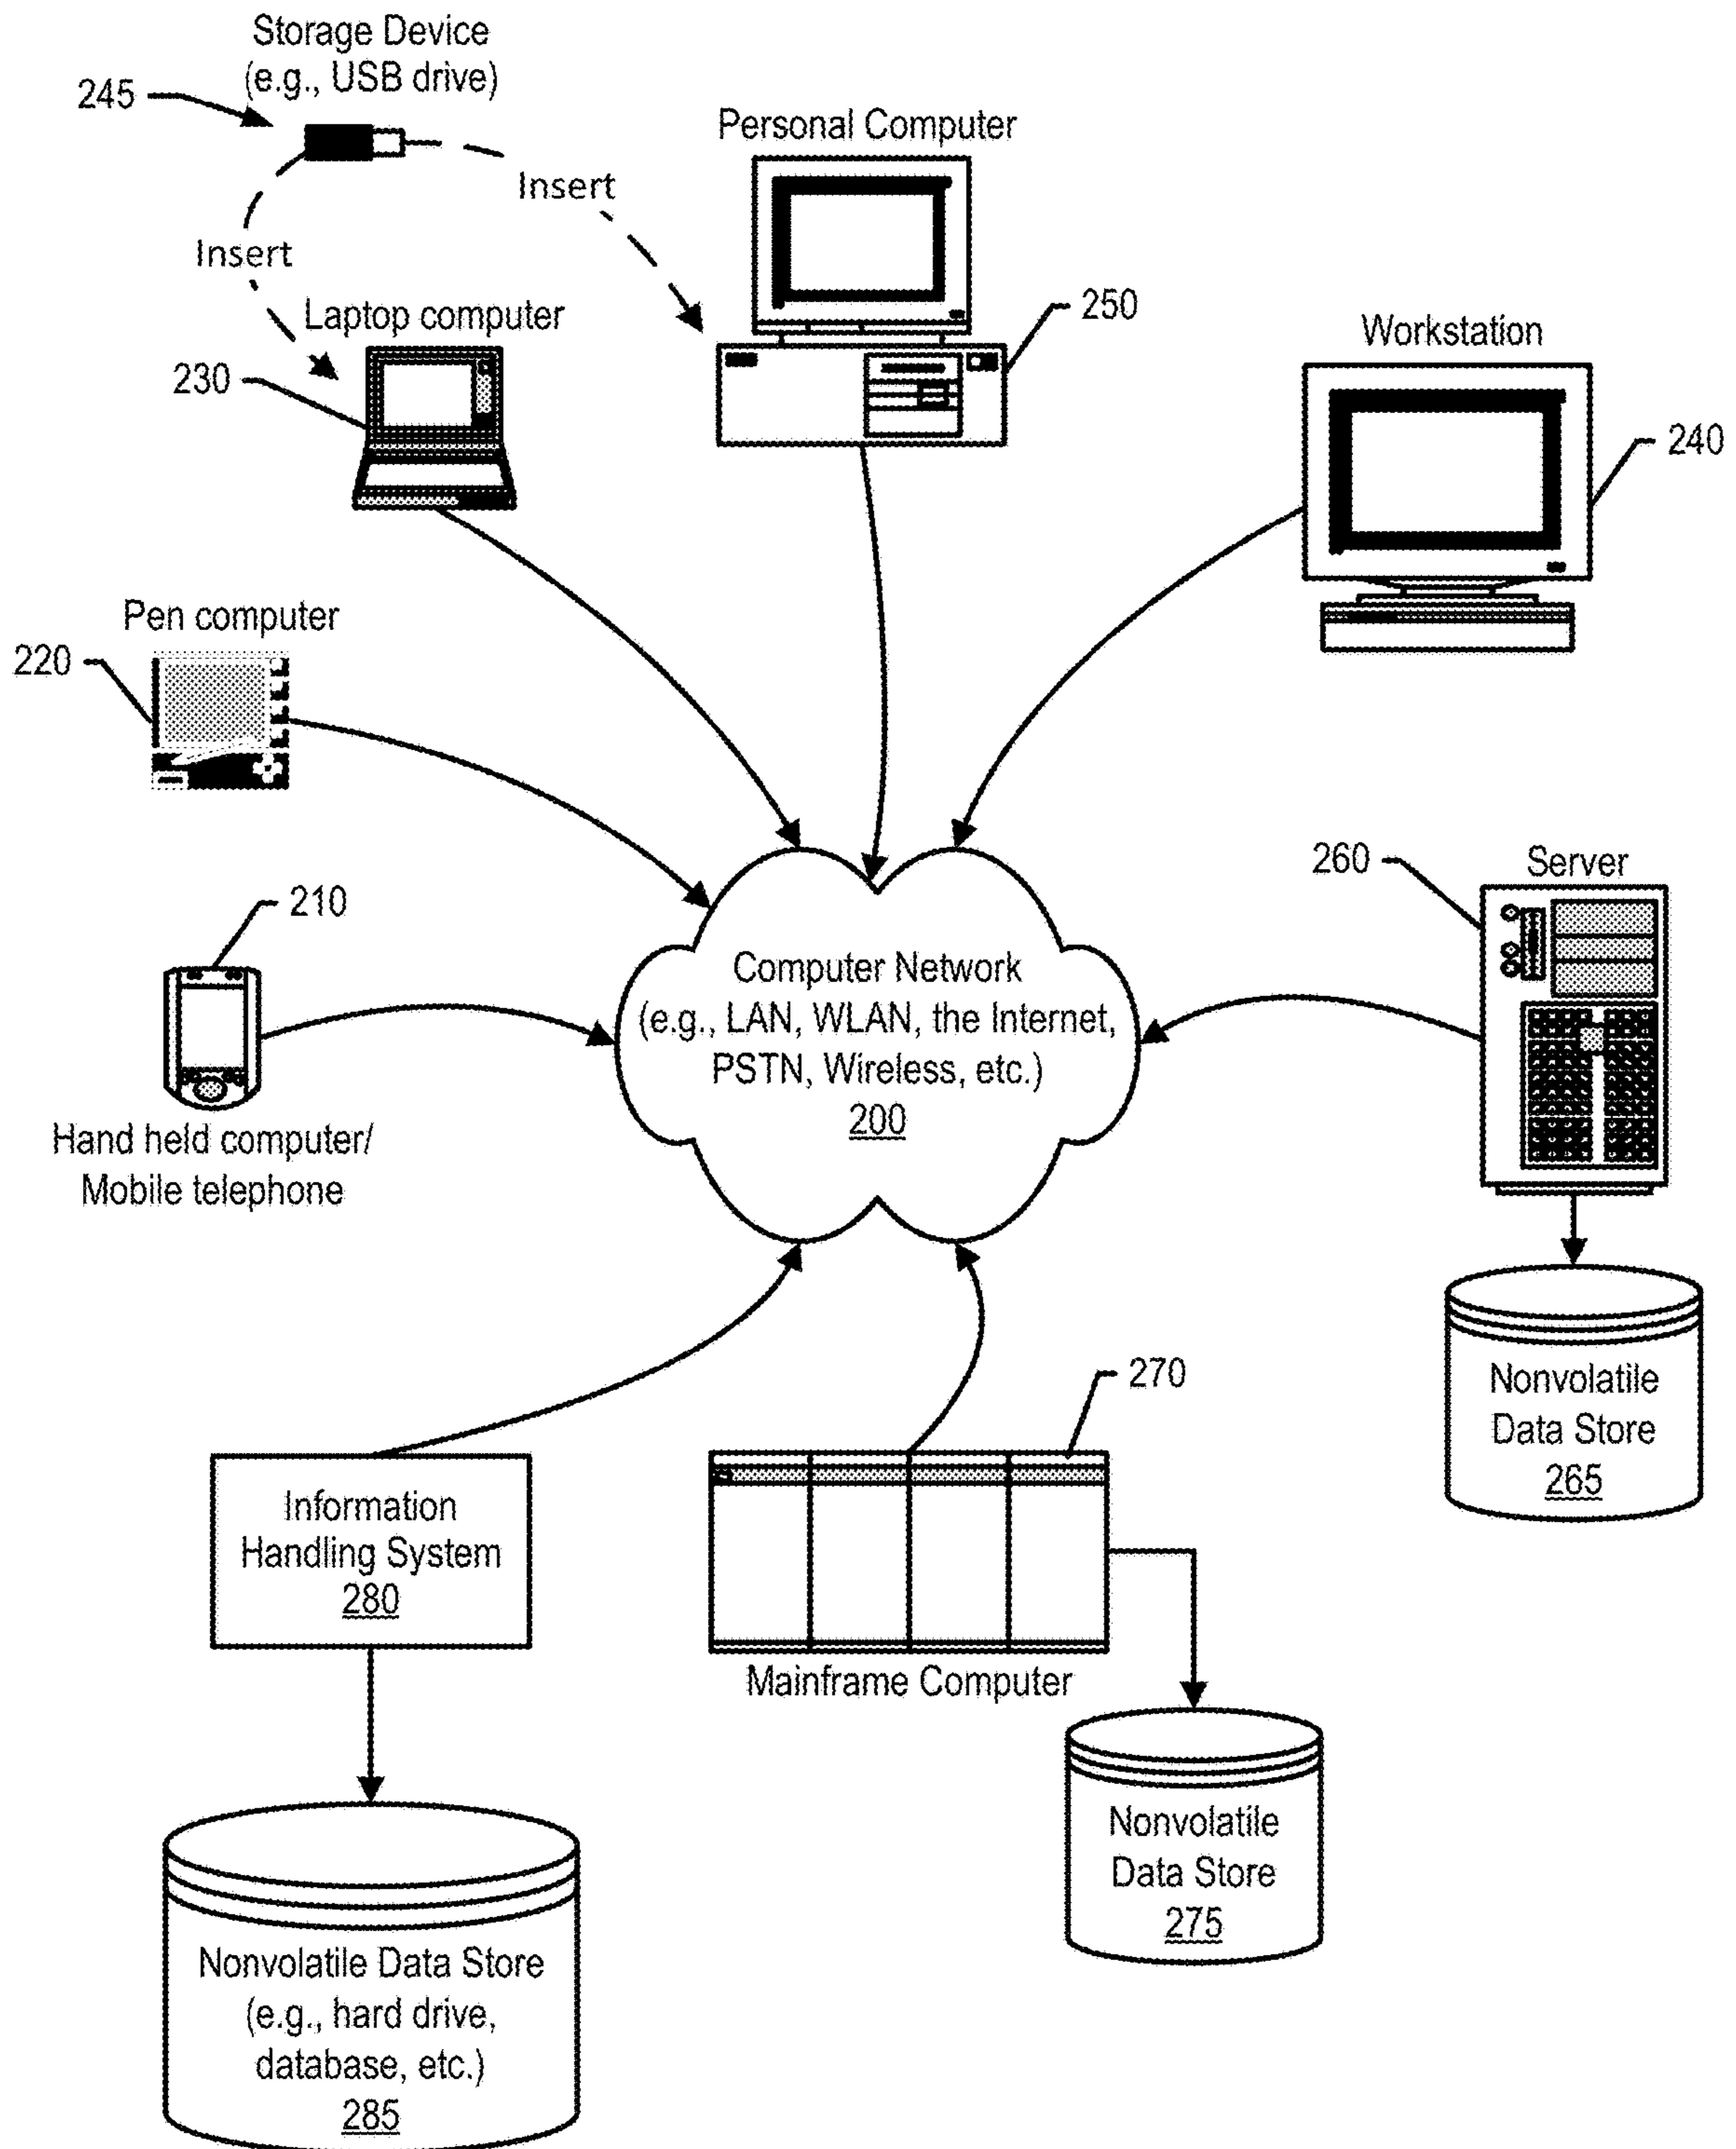 Storage Device
(e.g., USB drive)
245
Insert
Insert
Personal Computer
250
Laptop computer
230
Workstation
240
Pen computer
220
210
Hand held computer/
Mobile telephone
Computer Network
(e.g., LAN, WLAN, the Internet,
PSTN, Wireless, etc.)
200
260
Server
Nonvolatile
Data Store
265
270
Mainframe Computer
Information
Handling System
280
Nonvolatile
Data Store
275
Nonvolatile Data Store
(e.g., hard drive,
database, etc.)
285